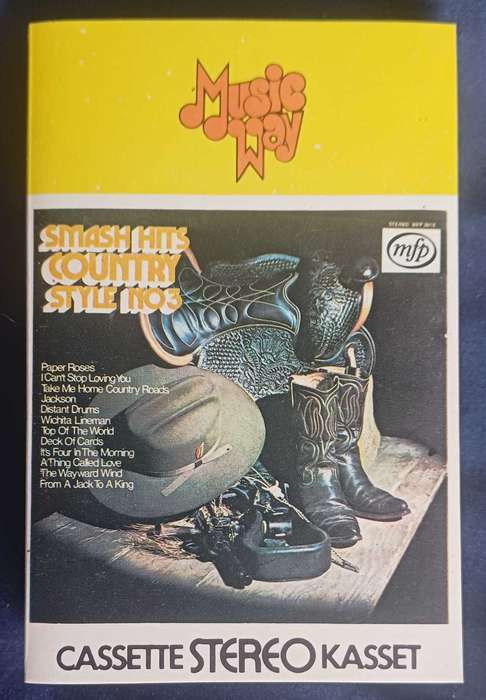 Music
Way
SMASH HITS
COUNTRY
STYLE NO3
mfp
Paper Roses
I Can't Stop Loving You
Take Me Home Country Roads
Jackson
Distant Drums
Wichita Lineman
Top Of The World
Deck Of Cards
It's Four In The Morning
A Thing Called Love
The Wayward Wind
From A Jack To A King
CASSETTE STEREO KASSET